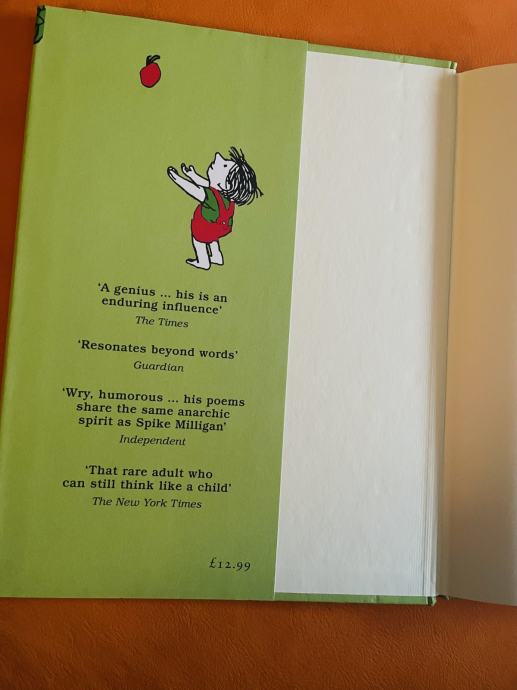 ‘A genius ... his is an
enduring influence’
The Times
‘Resonates beyond words’
Guardian
‘Wry, humorous ... his poems
share the same anarchic
spirit as Spike Milligan’
Independent
‘That rare adult who
can still think like a child’
The New York Times
£12.99